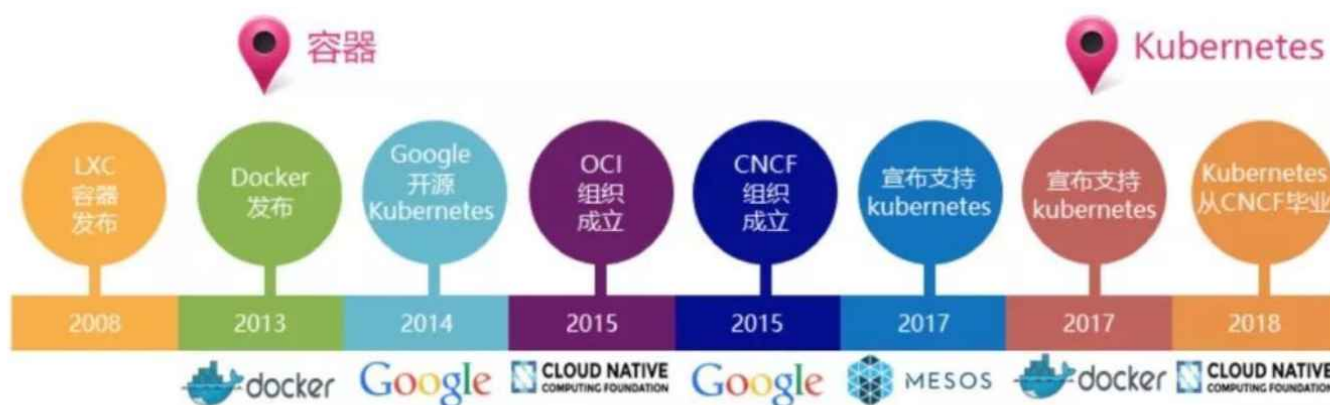 容器
Kubernetes
LXC
容器
发布
Docker
发布
Google
开源
Kubernetes
OCI
组织
成立
CNCF
组织
成立
宣布支持
kubernetes
宣布支持
kubernetes
Kubernetes
从CNCF毕业
2008
2013
2014
2015
2015
2017
2017
2018
docker
Google
CLOUD NATIVE
COMPUTING FOUNDATION
Google
MESOS
docker
CLOUD NATIVE
COMPUTING FOUNDATION